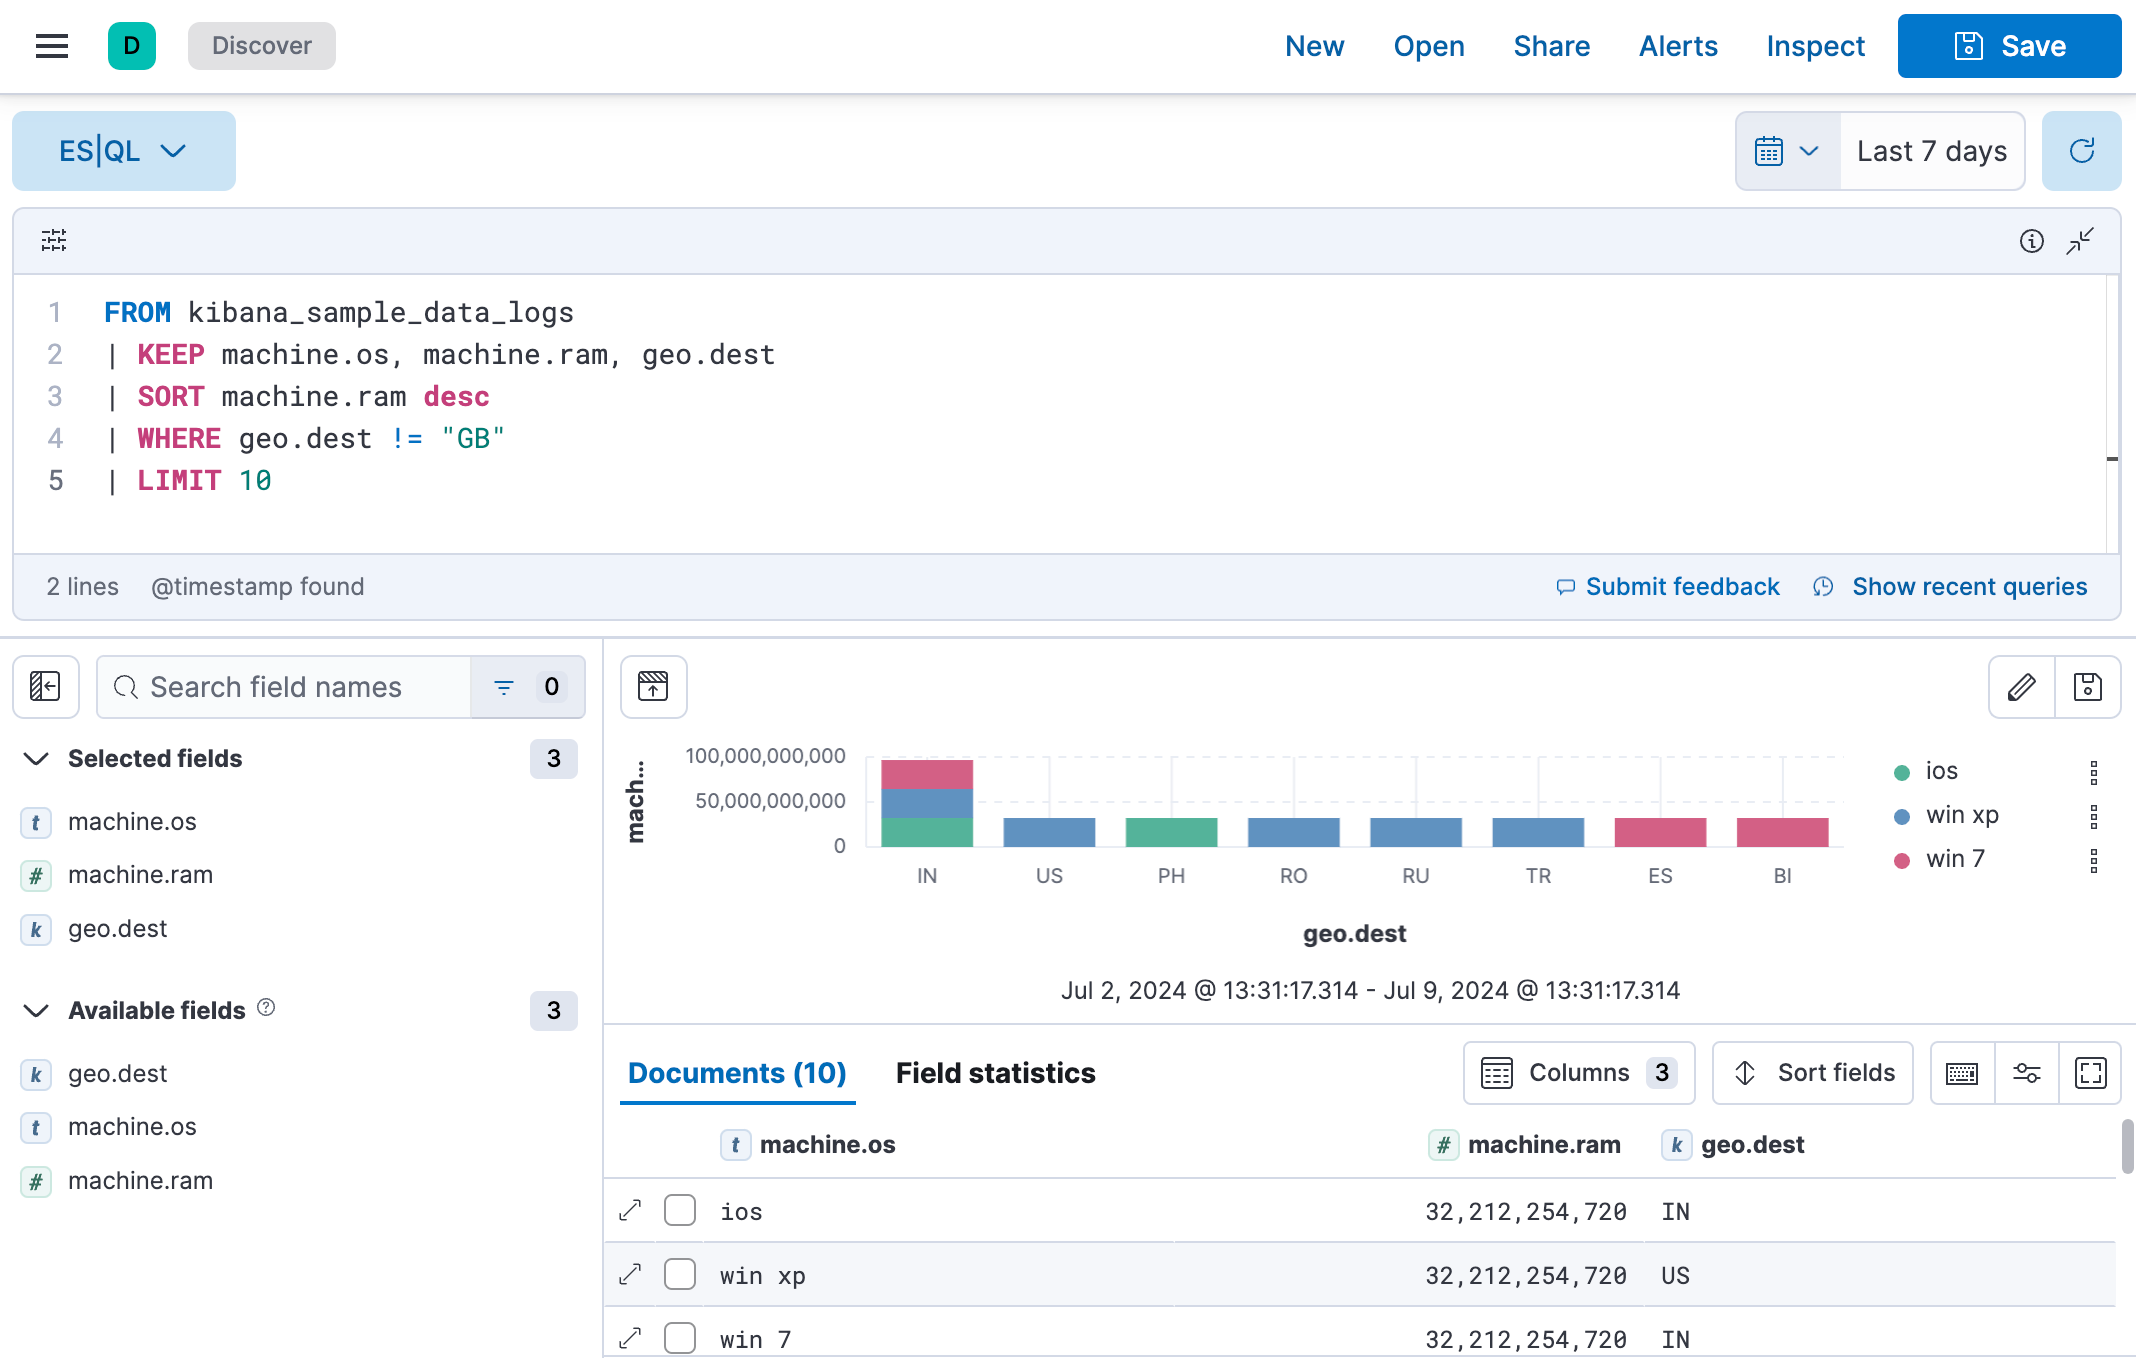 D Discover New Open Share Alerts Inspect Save
ES|QL Last 7 days
1 FROM kibana_sample_data_logs
2 | KEEP machine.os, machine.ram, geo.dest
3 | SORT machine.ram desc
4 | WHERE geo.dest != "GB"
5 | LIMIT 10
2 lines @timestamp found Submit feedback Show recent queries
Search field names 0
Selected fields 3
t machine.os
# machine.ram
k geo.dest
Available fields 3
k geo.dest
t machine.os
# machine.ram
mach...
100,000,000,000
50,000,000,000
0
IN US PH RO RU TR ES BI
geo.dest
Jul 2, 2024 @ 13:31:17.314 - Jul 9, 2024 @ 13:31:17.314
ios
win xp
win 7
Documents (10) Field statistics Columns 3 Sort fields
t machine.os # machine.ram k geo.dest
ios 32,212,254,720 IN
win xp 32,212,254,720 US
win 7 32,212,254,720 IN